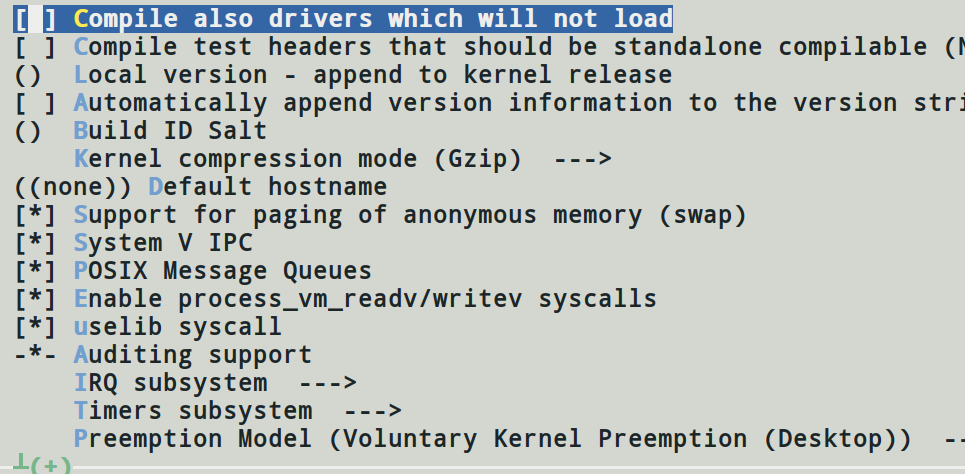 [ ] Compile also drivers which will not load
[ ] Compile test headers that should be standalone compilable (
() Local version - append to kernel release
[ ] Automatically append version information to the version stri
() Build ID Salt
Kernel compression mode (Gzip) --->
((none)) Default hostname
[*] Support for paging of anonymous memory (swap)
[*] System V IPC
[*] POSIX Message Queues
[*] Enable process_vm_readv/writev syscalls
[*] uselib syscall
-*- Auditing support
IRQ subsystem --->
Timers subsystem --->
Preemption Model (Voluntary Kernel Preemption (Desktop)) --
┴(+)